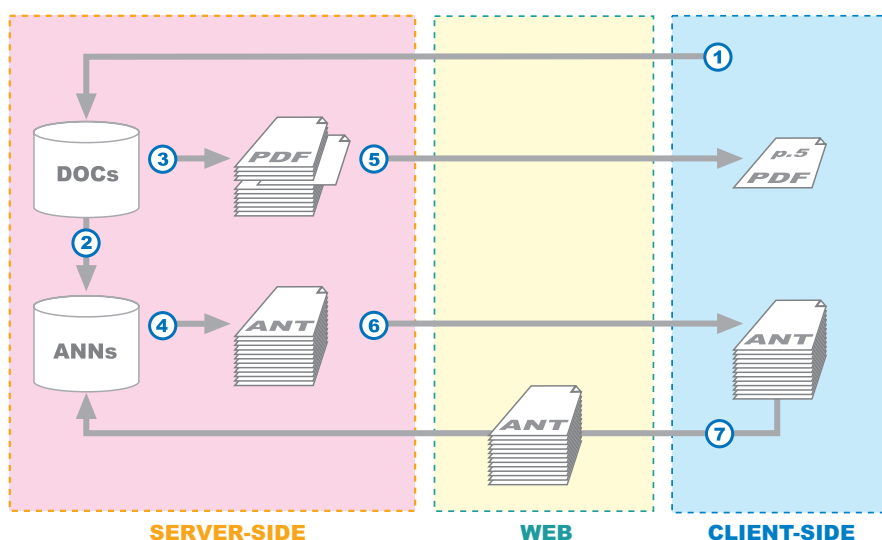 1
3
PDF
5
p.5
PDF
DOCs
2
4
ANT
6
ANT
ANNs
ANT
7
SERVER-SIDE
WEB
CLIENT-SIDE